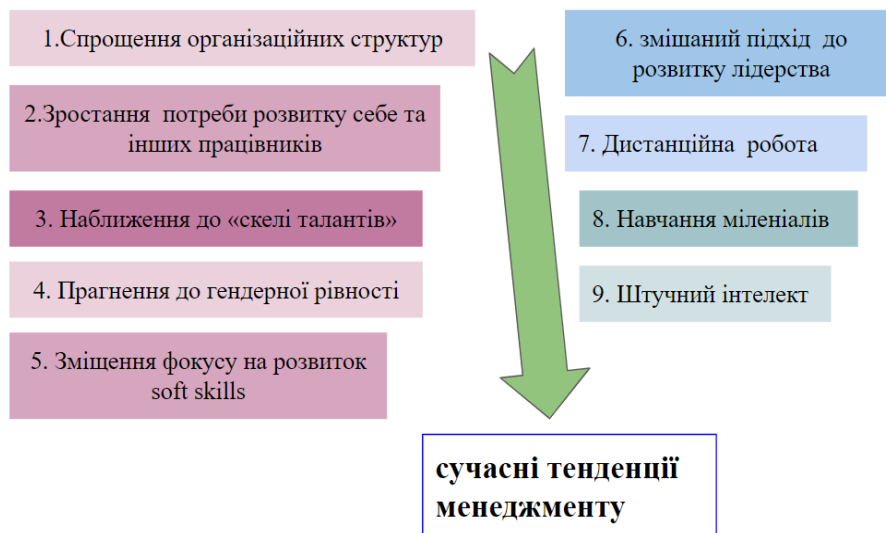 1.Спрощення організаційних структур
2.Зростання потреби розвитку себе та
інших працівників
3. Наближення до «скелі талантів»
4. Прагнення до гендерної рівності
5. Зміщення фокусу на розвиток
soft skills
6. змішаний підхід до
розвитку лідерства
7. Дистанційна робота
8. Навчання міленіалів
9. Штучний інтелект
сучасні тенденції
менеджменту